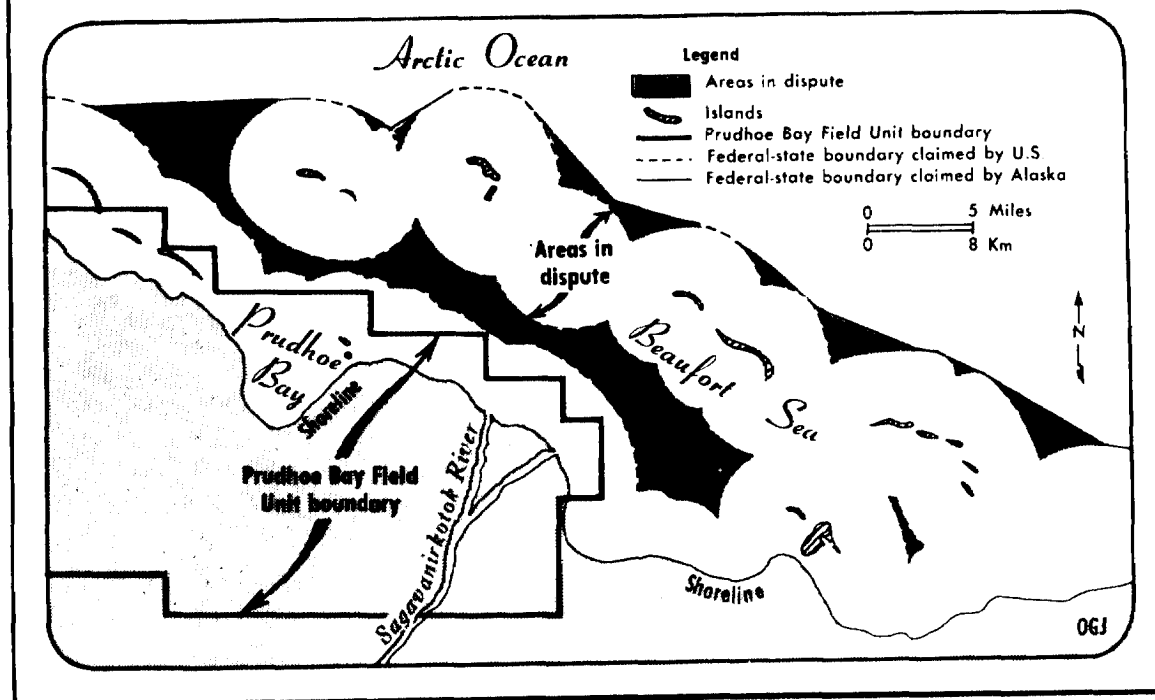 Arctic Ocean
Legend
Areas in dispute
Islands
Prudhoe Bay Field Unit boundary
Federal-state boundary claimed by U.S.
Federal-state boundary claimed by Alaska
0 5 Miles
0 8 Km
Areas in
dispute
N
Prudhoe
Bay
Shoreline
Beaufort
Sea
Prudhoe Bay Field
Unit boundary
Sagavanirkotok River
Shoreline
OGJ